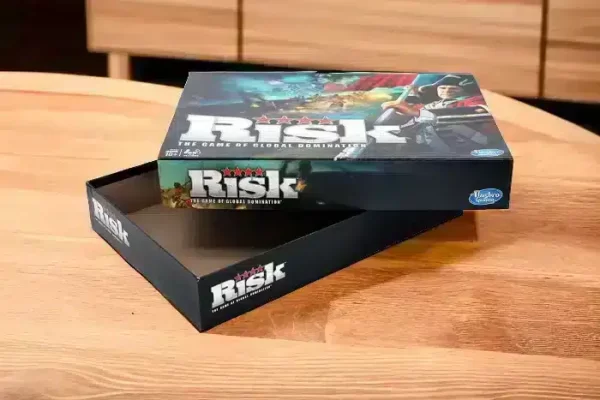 RISK
THE GAME OF GLOBAL DOMINATION
RISK
THE GAME OF GLOBAL DOMINATION
Hasbro
Gaming
RISK
RISK
THE GAME OF GLOBAL DOMINATION